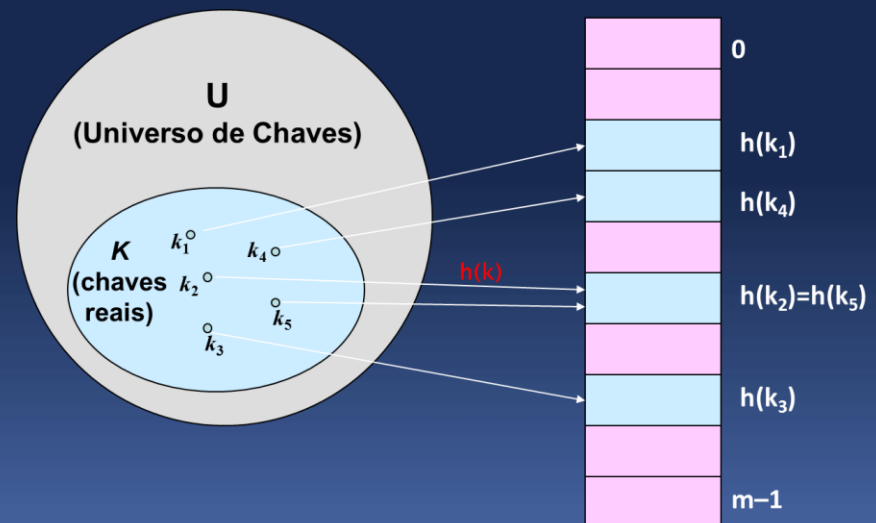 U
(Universo de Chaves)
K
(chaves
reais)
k₁
k₄
k₂
k₅
k₃
h(k)
0
h(k₁)
h(k₄)
h(k₂)=h(k₅)
h(k₃)
m–1